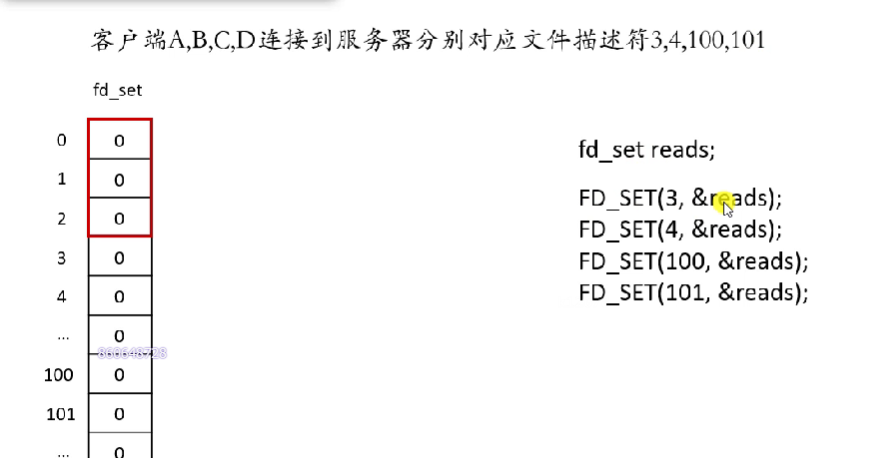 客户端A,B,C,D连接到服务器分别对应文件描述符3,4,100,101
fd_set
0 0
1 0
2 0
3 0
4 0
... 0
860648728
100 0
101 0
... 0
fd_set reads;
FD_SET(3, &reads);
FD_SET(4, &reads);
FD_SET(100, &reads);
FD_SET(101, &reads);